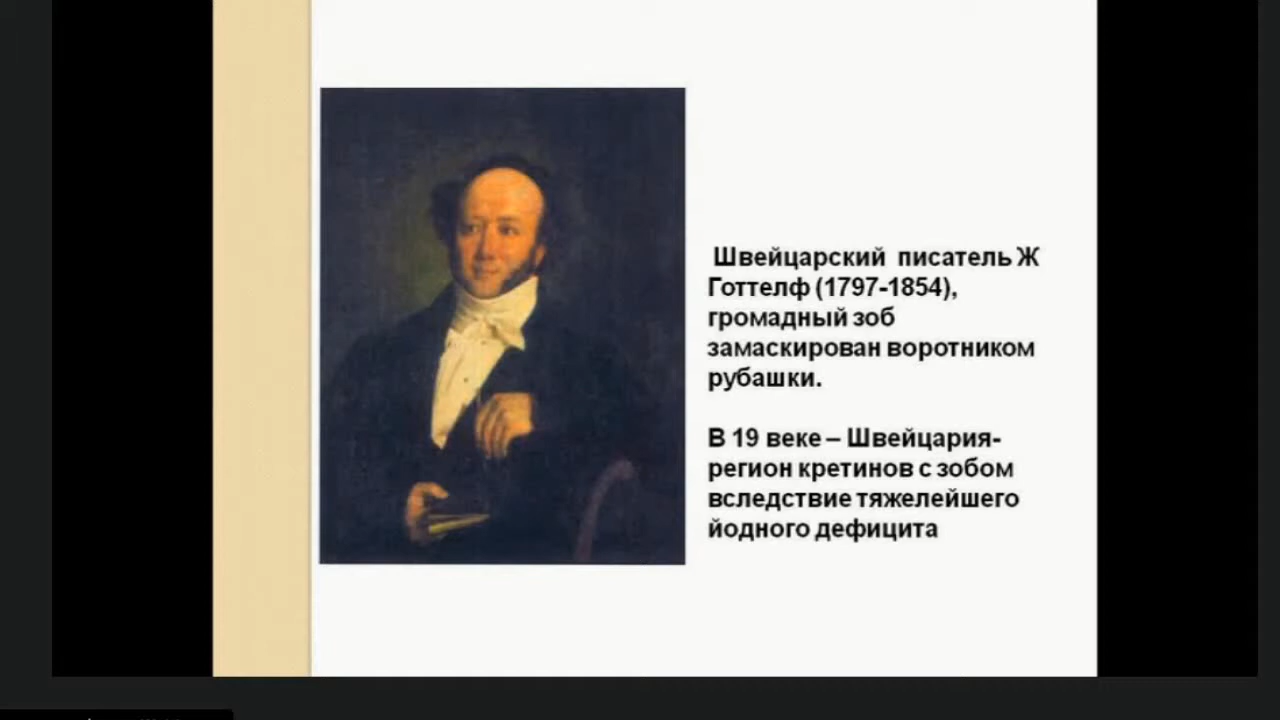 Швейцарский писатель Ж
Готтелф (1797-1854),
громадный зоб
замаскирован воротником
рубашки.
В 19 веке – Швейцария-
регион кретинов с зобом
вследствие тяжелейшего
йодного дефицита